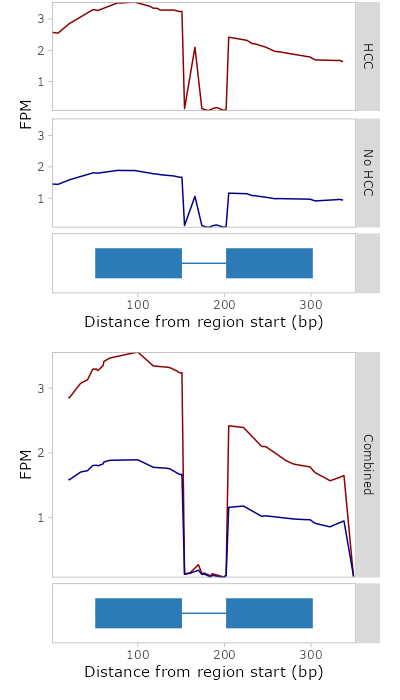 3
2
1
HCC
FPM
3
2
1
No HCC
100
200
300
Distance from region start (bp)
3
2
1
FPM
Combined
100
200
300
Distance from region start (bp)